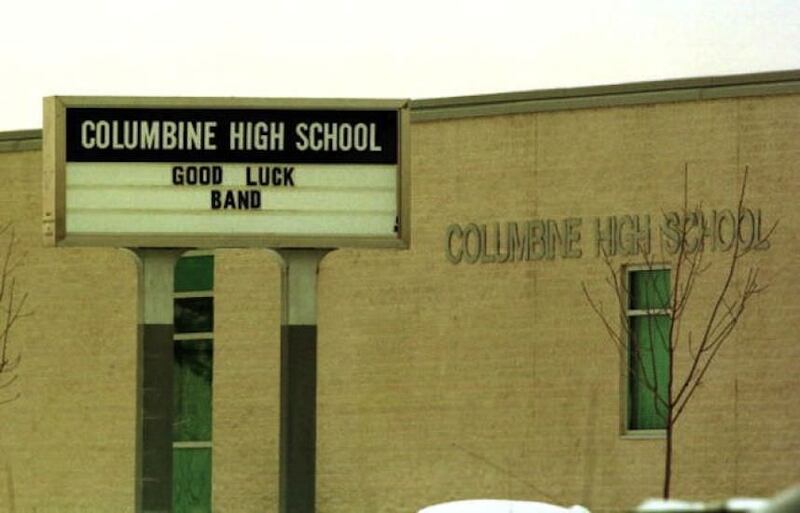 COLUMBINE HIGH SCHOOL
GOOD LUCK
BAND
COLUMBINE HIGH SCHOOL